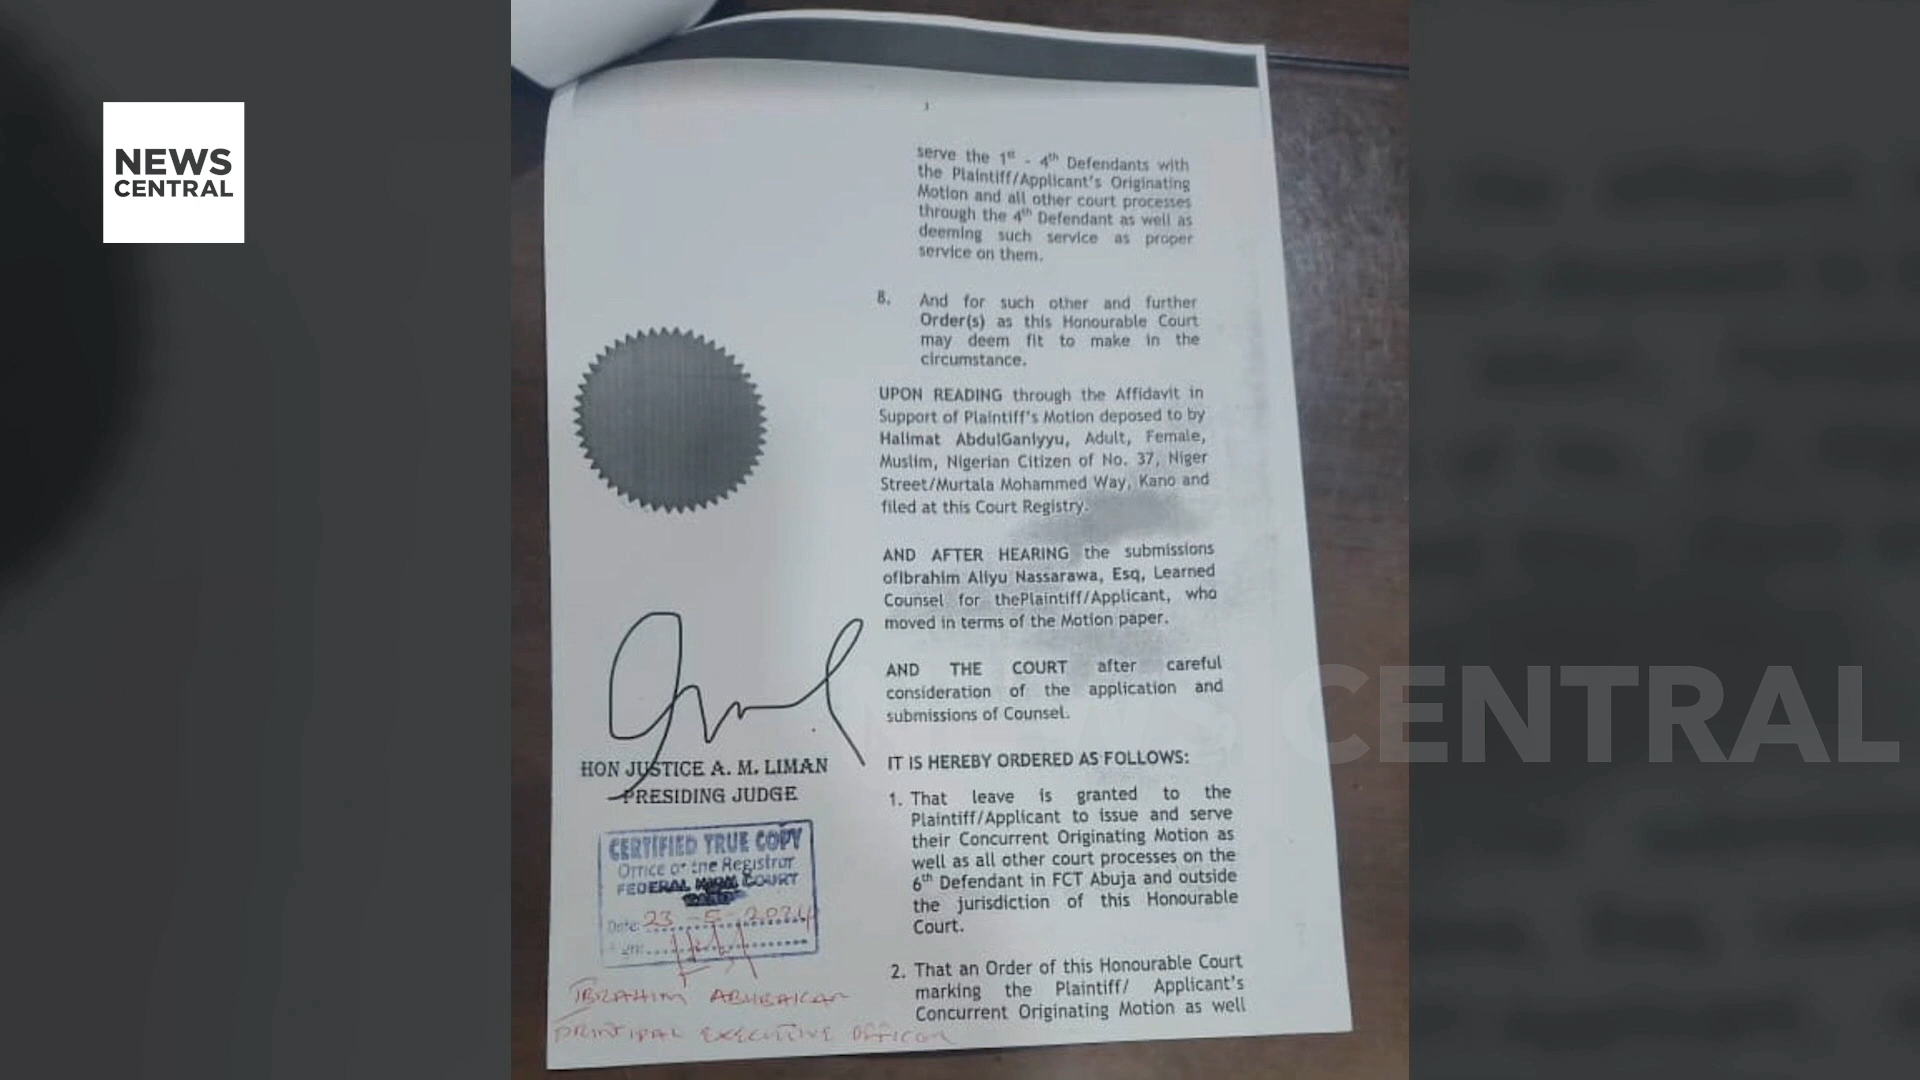 NEWS
CENTRAL
3
serve the 1st - 4th Defendants with
the Plaintiff/Applicant's Originating
Motion and all other court processes
through the 4th Defendant as well as
deeming such service as proper
service on them.
8. And for such other and further
Order(s) as this Honourable Court
may deem fit to make in the
circumstance.
UPON READING through the Affidavit in
Support of Plaintiff's Motion deposed to by
Halimat AbdulGaniyyu, Adult, Female,
Muslim, Nigerian Citizen of No. 37, Niger
Street/Murtala Mohammed Way, Kano and
filed at this Court Registry.
AND AFTER HEARING the submissions
ofIbrahim Aliyu Nassarawa, Esq, Learned
Counsel for thePlaintiff/Applicant, who
moved in terms of the Motion paper.
AND THE COURT after careful
consideration of the application and
submissions of Counsel.
IT IS HEREBY ORDERED AS FOLLOWS:
1. That leave is granted to the
Plaintiff/Applicant to issue and serve
their Concurrent Originating Motion as
well as all other court processes on the
6th Defendant in FCT Abuja and outside
the jurisdiction of this Honourable
Court.
2. That an Order of this Honourable Court
marking the Plaintiff/ Applicant's
Concurrent Originating Motion as well
HON JUSTICE A. M. LIMAN
PRESIDING JUDGE
CERTIFIED TRUE COPY
Office of the Registrar
FEDERAL HIGH COURT
KANO
Date: 23-5-2024
IBRAHIM ABUBAKAR
PRINCIPAL EXECUTIVE OFFICER
NEWS CENTRAL